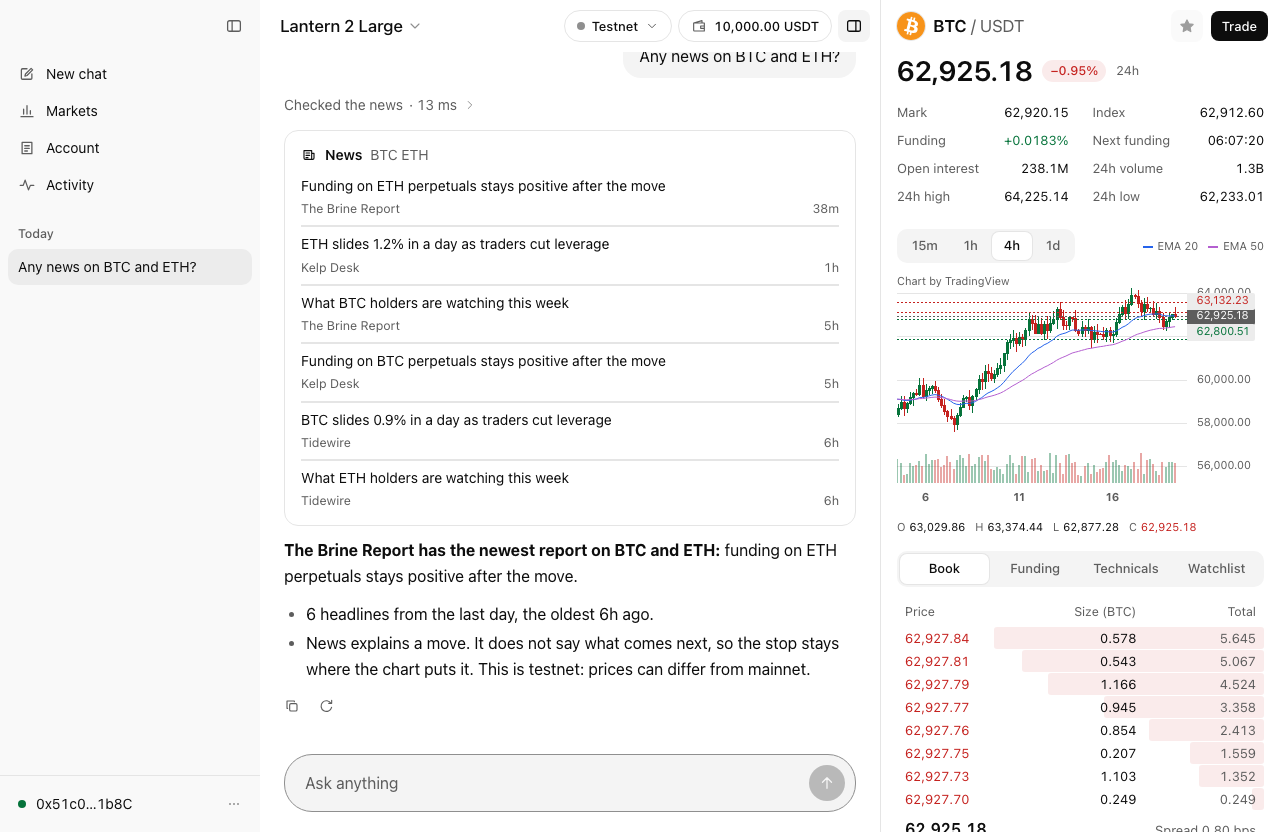 New chat
Markets
Account
Activity
Today
Any news on BTC and ETH?
0x51c0...1b8C
Lantern 2 Large
Testnet
10,000.00 USDT
Any news on BTC and ETH?
Checked the news · 13 ms
News BTC ETH
Funding on ETH perpetuals stays positive after the move
The Brine Report 38m
ETH slides 1.2% in a day as traders cut leverage
Kelp Desk 1h
What BTC holders are watching this week
The Brine Report 5h
Funding on BTC perpetuals stays positive after the move
Kelp Desk 5h
BTC slides 0.9% in a day as traders cut leverage
Tidewire 6h
What ETH holders are watching this week
Tidewire 6h
The Brine Report has the newest report on BTC and ETH: funding on ETH
perpetuals stays positive after the move.
• 6 headlines from the last day, the oldest 6h ago.
• News explains a move. It does not say what comes next, so the stop stays
where the chart puts it. This is testnet: prices can differ from mainnet.
Ask anything
BTC / USDT
Trade
62,925.18 −0.95% 24h
Mark 62,920.15 Index 62,912.60
Funding +0.0183% Next funding 06:07:20
Open interest 238.1M 24h volume 1.3B
24h high 64,225.14 24h low 62,233.01
15m 1h 4h 1d EMA 20 EMA 50
Chart by TradingView
64,000.00
63,132.23
62,925.18
62,800.51
60,000.00
58,000.00
56,000.00
6 11 16
O 63,029.86 H 63,374.44 L 62,877.28 C 62,925.18
Book Funding Technicals Watchlist
Price Size (BTC) Total
62,927.84 0.578 5.645
62,927.81 0.543 5.067
62,927.79 1.166 4.524
62,927.77 0.945 3.358
62,927.76 0.854 2.413
62,927.75 0.207 1.559
62,927.73 1.103 1.352
62,927.70 0.249 0.249
62,925.18 Spread 0.80 bps